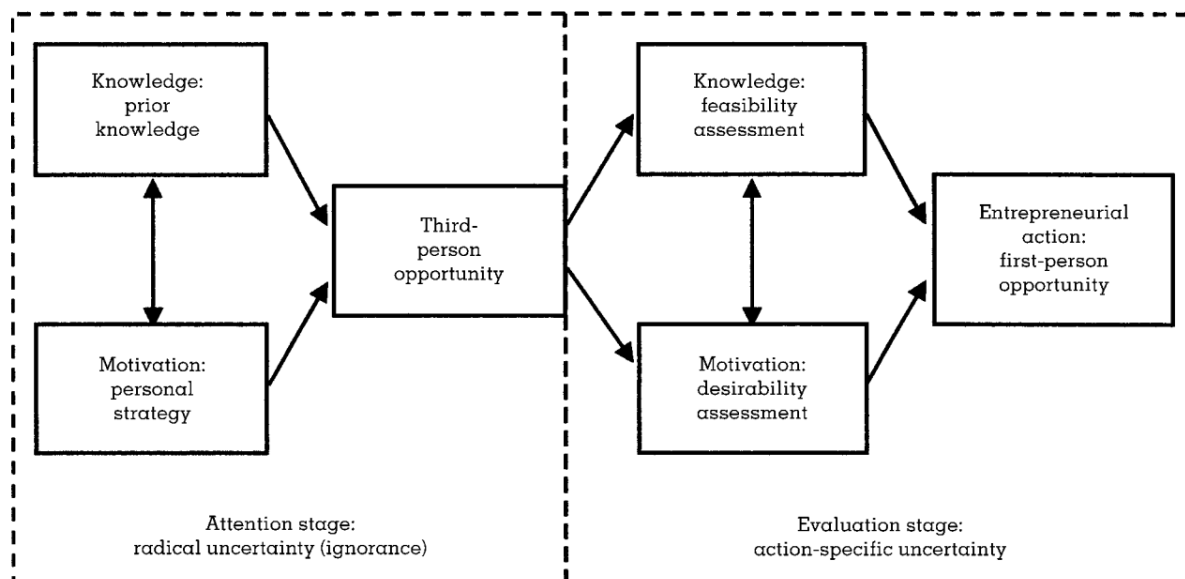 Knowledge:
prior
knowledge
Motivation:
personal
strategy
Third-
person
opportunity
Attention stage:
radical uncertainty (ignorance)
Knowledge:
feasibility
assessment
Motivation:
desirability
assessment
Entrepreneurial
action:
first-person
opportunity
Evaluation stage:
action-specific uncertainty